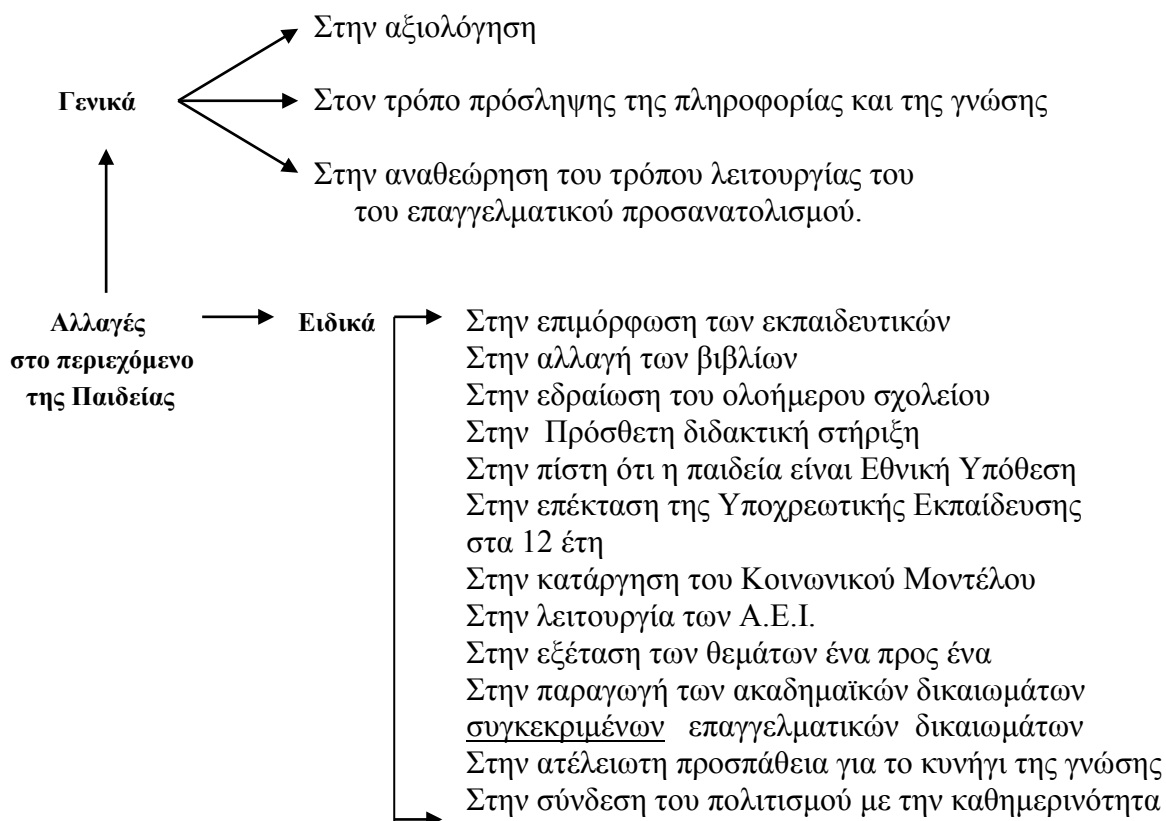 Στην αξιολόγηση
Γενικά
Στον τρόπο πρόσληψης της πληροφορίας και της γνώσης
Στην αναθεώρηση του τρόπου λειτουργίας του
του επαγγελματικού προσανατολισμού.
Αλλαγές
στο περιεχόμενο
της Παιδείας
Ειδικά
Στην επιμόρφωση των εκπαιδευτικών
Στην αλλαγή των βιβλίων
Στην εδραίωση του ολοήμερου σχολείου
Στην Πρόσθετη διδακτική στήριξη
Στην πίστη ότι η παιδεία είναι Εθνική Υπόθεση
Στην επέκταση της Υποχρεωτικής Εκπαίδευσης
στα 12 έτη
Στην κατάργηση του Κοινωνικού Μοντέλου
Στην λειτουργία των Α.Ε.Ι.
Στην εξέταση των θεμάτων ένα προς ένα
Στην παραγωγή των ακαδημαϊκών δικαιωμάτων
συγκεκριμένων επαγγελματικών δικαιωμάτων
Στην ατέλειωτη προσπάθεια για το κυνήγι της γνώσης
Στην σύνδεση του πολιτισμού με την καθημερινότητα